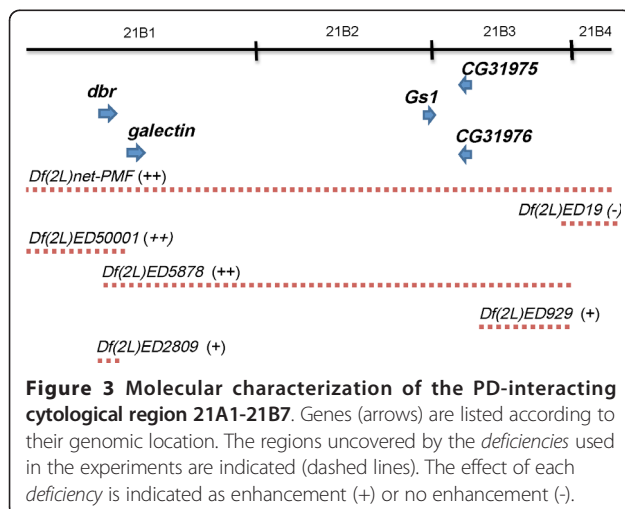 21B1 21B2 21B3 21B4
CG31975
dbr Gs1
galectin CG31976
Df(2L)net-PMF (++)
Df(2L)ED19 (-)
Df(2L)ED50001 (++)
Df(2L)ED5878 (++)
Df(2L)ED929 (+)
Df(2L)ED2809 (+)
Figure 3 Molecular characterization of the PD-interacting
cytological region 21A1-21B7. Genes (arrows) are listed according to
their genomic location. The regions uncovered by the deficiencies used
in the experiments are indicated (dashed lines). The effect of each
deficiency is indicated as enhancement (+) or no enhancement (-).